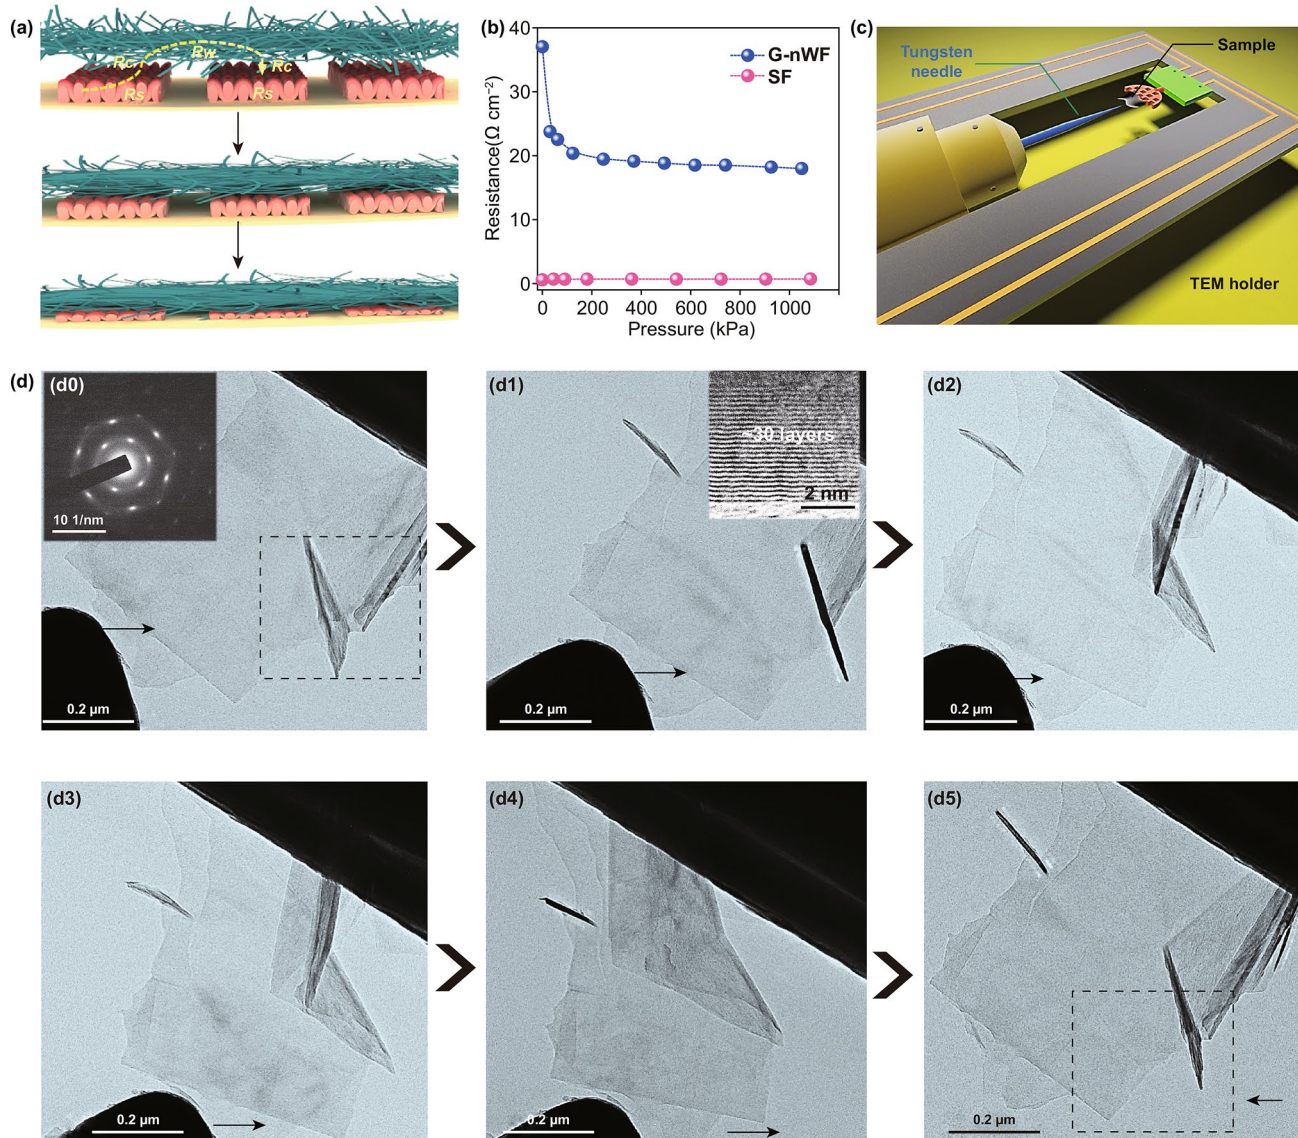 (a)
Rc
Rw
Rc
Rs
Rs
(b)
40
30
20
10
0
0
200
400
600
800
1000
Resistance(Ω cm⁻²)
Pressure (kPa)
G-nWF
SF
(c)
Tungsten
needle
Sample
TEM holder
(d)
(d0)
10 1/nm
0.2 µm
(d1)
~30 layers
2 nm
0.2 µm
(d2)
0.2 µm
(d3)
0.2 µm
(d4)
0.2 µm
(d5)
0.2 µm